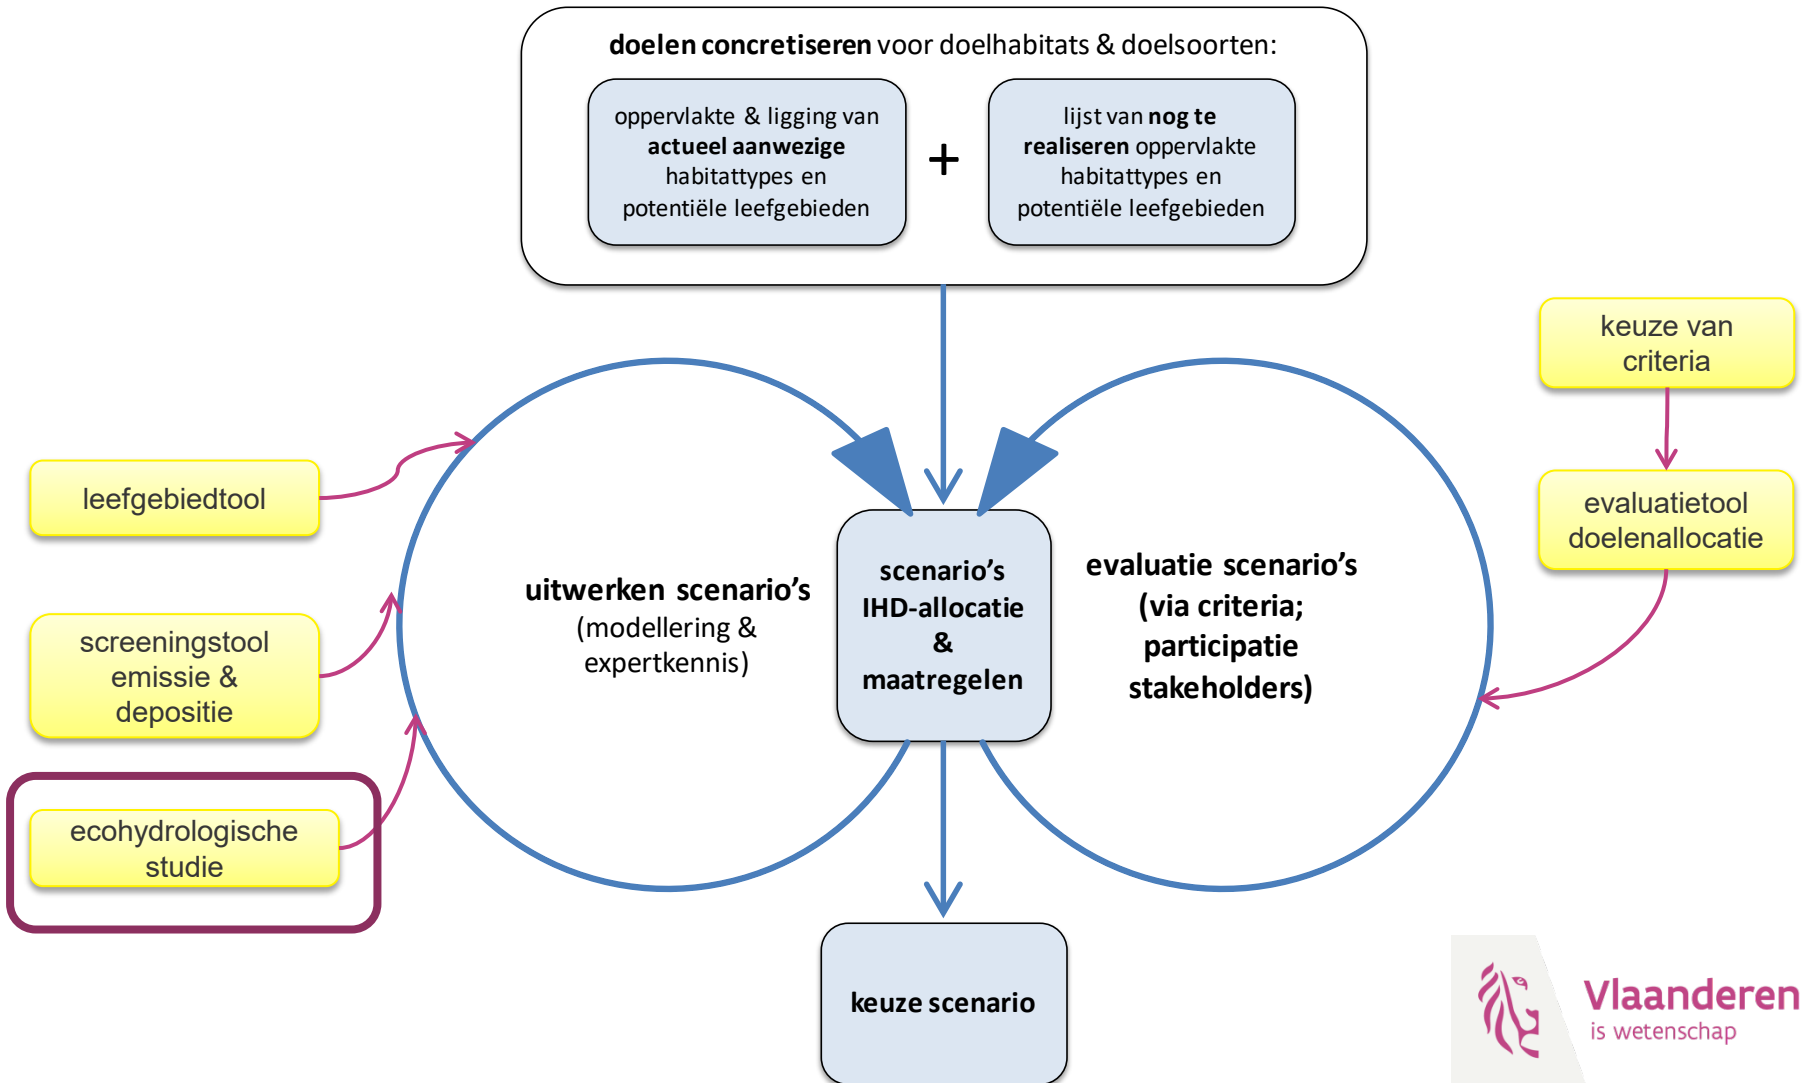 doelen concretiseren voor doelhabitats & doelsoorten:
oppervlakte & ligging van
actueel aanwezige
habitattypes en
potentiële leefgebieden
+
lijst van nog te
realiseren oppervlakte
habitattypes en
potentiële leefgebieden
keuze van
criteria
evaluatietool
doelenallocatie
leefgebiedtool
screeningstool
emissie &
depositie
ecohydrologische
studie
uitwerken scenario’s
(modellering &
expertkennis)
scenario’s
IHD-allocatie
&
maatregelen
evaluatie scenario’s
(via criteria;
participatie
stakeholders)
keuze scenario
Vlaanderen
is wetenschap